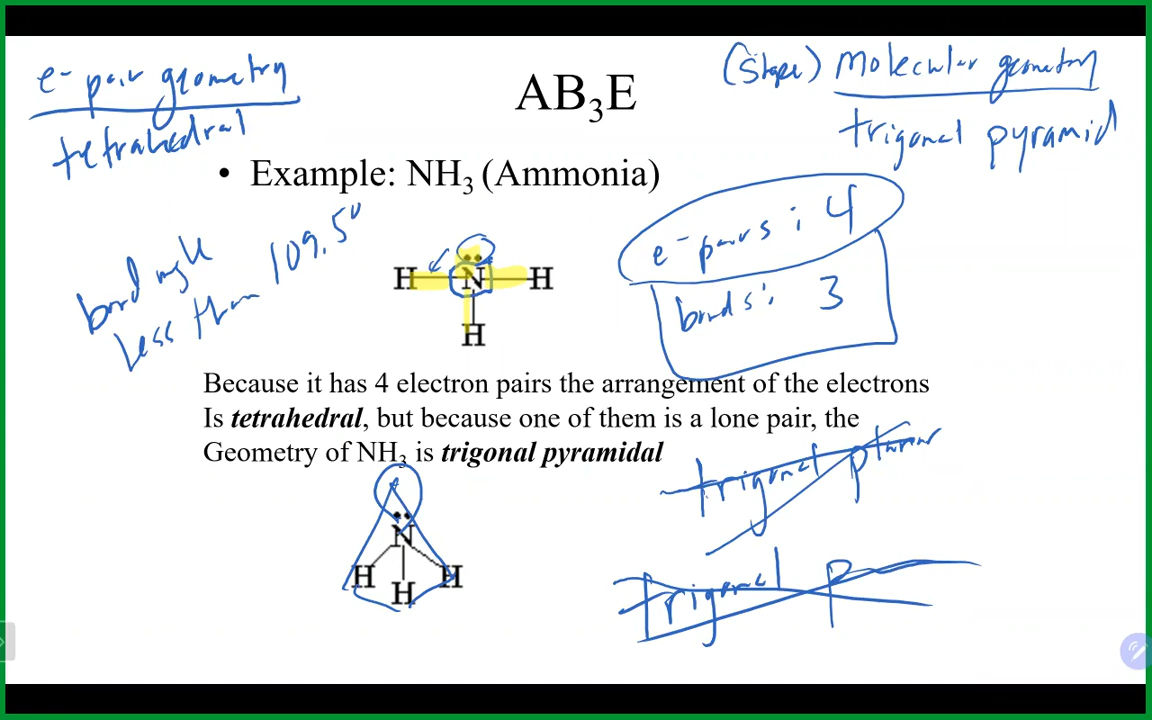 e- pair geometry
tetrahedral
(Shape) Molecular geometry
trigonal pyramid
AB3E
• Example: NH3 (Ammonia)
bond angle
less than 109.5°
e- pairs : 4
bonds : 3
H N H
H
Because it has 4 electron pairs the arrangement of the electrons
Is tetrahedral, but because one of them is a lone pair, the
Geometry of NH3 is trigonal pyramidal
trigonal planar
trigonal p
N
H H H